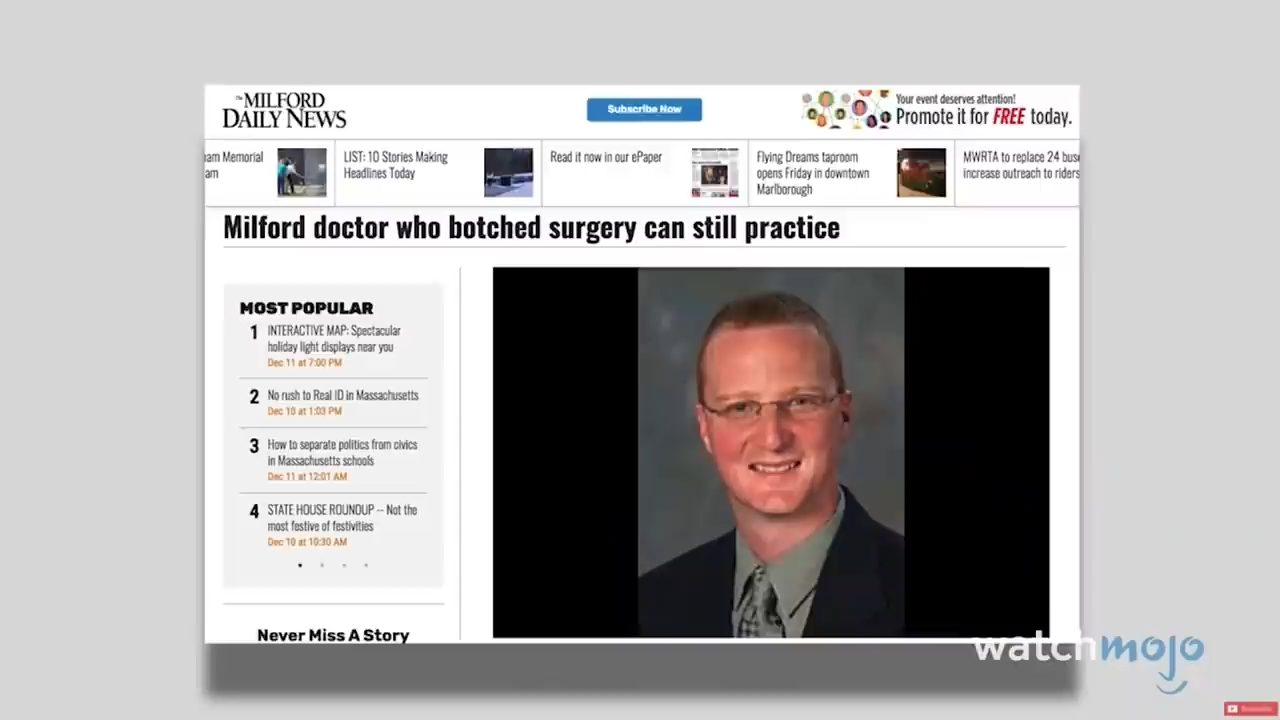 The
MILFORD
DAILY NEWS
Subscribe Now
Your event deserves attention!
Promote it for FREE today.
am Memorial
am
LIST: 10 Stories Making
Headlines Today
Read it now in our ePaper
Flying Dreams taproom
opens Friday in downtown
Marlborough
MWRTA to replace 24 buse
increase outreach to riders
Milford doctor who botched surgery can still practice
MOST POPULAR
1 INTERACTIVE MAP: Spectacular
holiday light displays near you
Dec 11 at 7:00 PM
2 No rush to Real ID in Massachusetts
Dec 10 at 1:03 PM
3 How to separate politics from civics
in Massachusetts schools
Dec 11 at 12:01 AM
4 STATE HOUSE ROUNDUP -- Not the
most festive of festivities
Dec 10 at 10:30 AM
Never Miss A Story
watchmojo